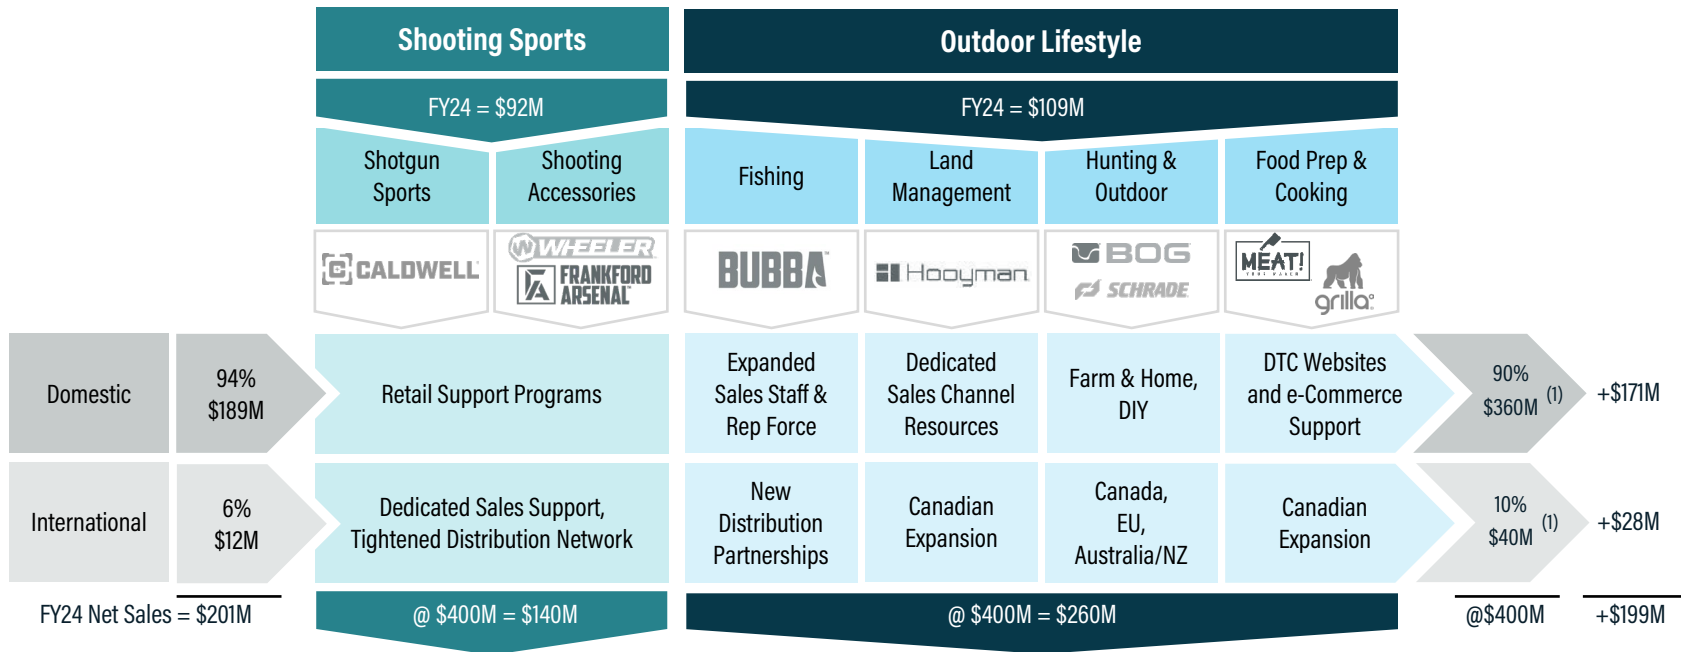 Shooting Sports
Outdoor Lifestyle
FY24 = $92M
FY24 = $109M
Shotgun
Sports
Shooting
Accessories
Fishing
Land
Management
Hunting &
Outdoor
Food Prep &
Cooking
CALDWELL
WHEELER
FRANKFORD
ARSENAL
BUBBA
Hooyman
BOG
SCHRADE
MEAT!
YOUR MAKER
grilla
Domestic
94%
$189M
Retail Support Programs
Expanded
Sales Staff &
Rep Force
Dedicated
Sales Channel
Resources
Farm & Home,
DIY
DTC Websites
and e-Commerce
Support
90%
$360M (1)
+$171M
International
6%
$12M
Dedicated Sales Support,
Tightened Distribution Network
New
Distribution
Partnerships
Canadian
Expansion
Canada,
EU,
Australia/NZ
Canadian
Expansion
10%
$40M (1)
+$28M
FY24 Net Sales = $201M
@ $400M = $140M
@ $400M = $260M
@$400M
+$199M